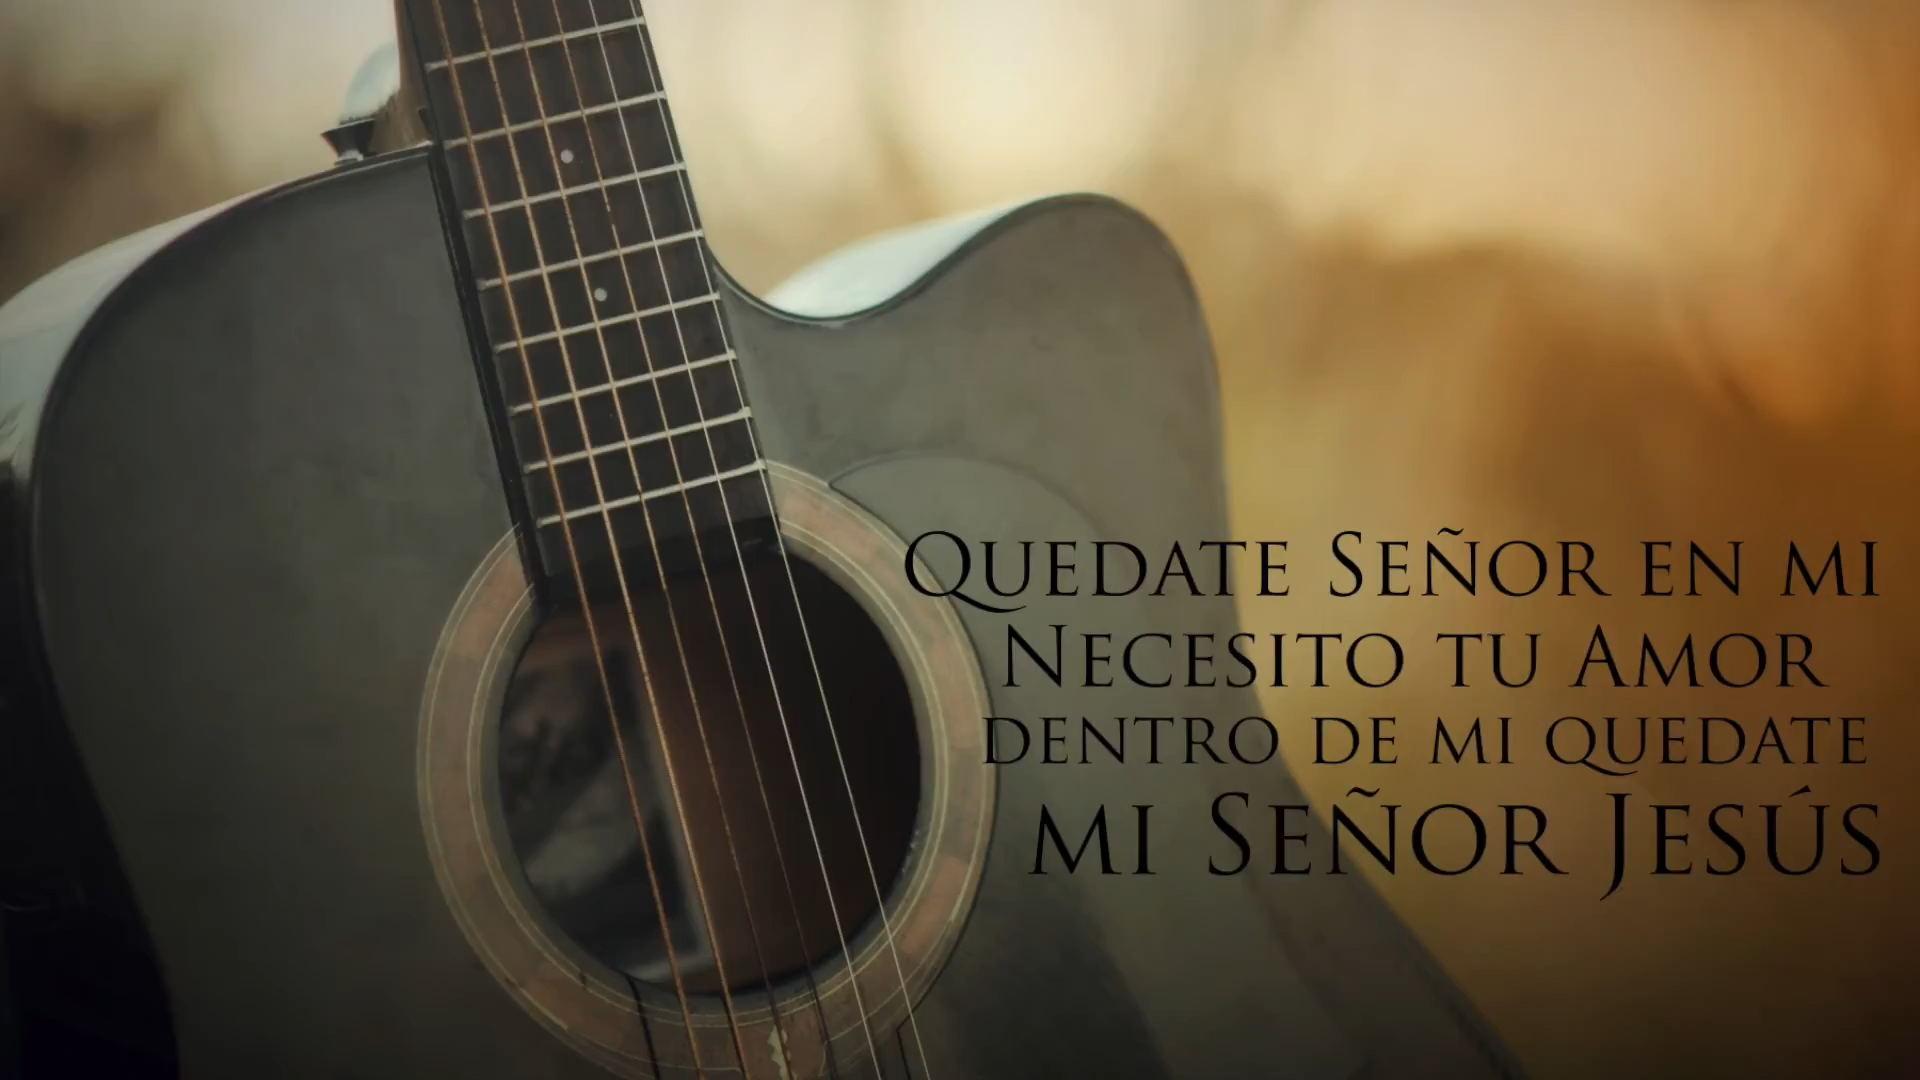 Quedate Señor en mi
Necesito tu Amor
dentro de mi quedate
mi Señor Jesús